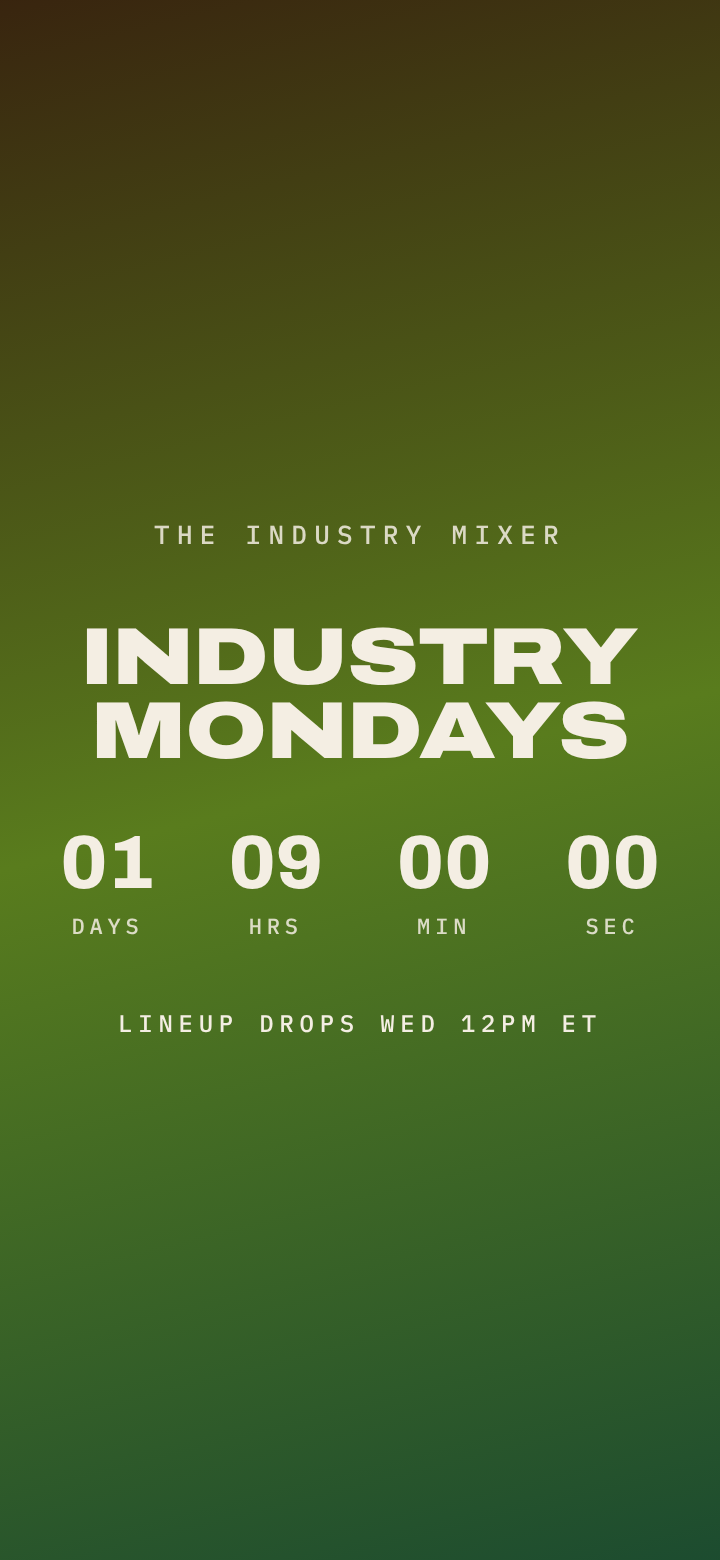 THE INDUSTRY MIXER
INDUSTRY
MONDAYS
01 09 00 00
DAYS HRS MIN SEC
LINEUP DROPS WED 12PM ET